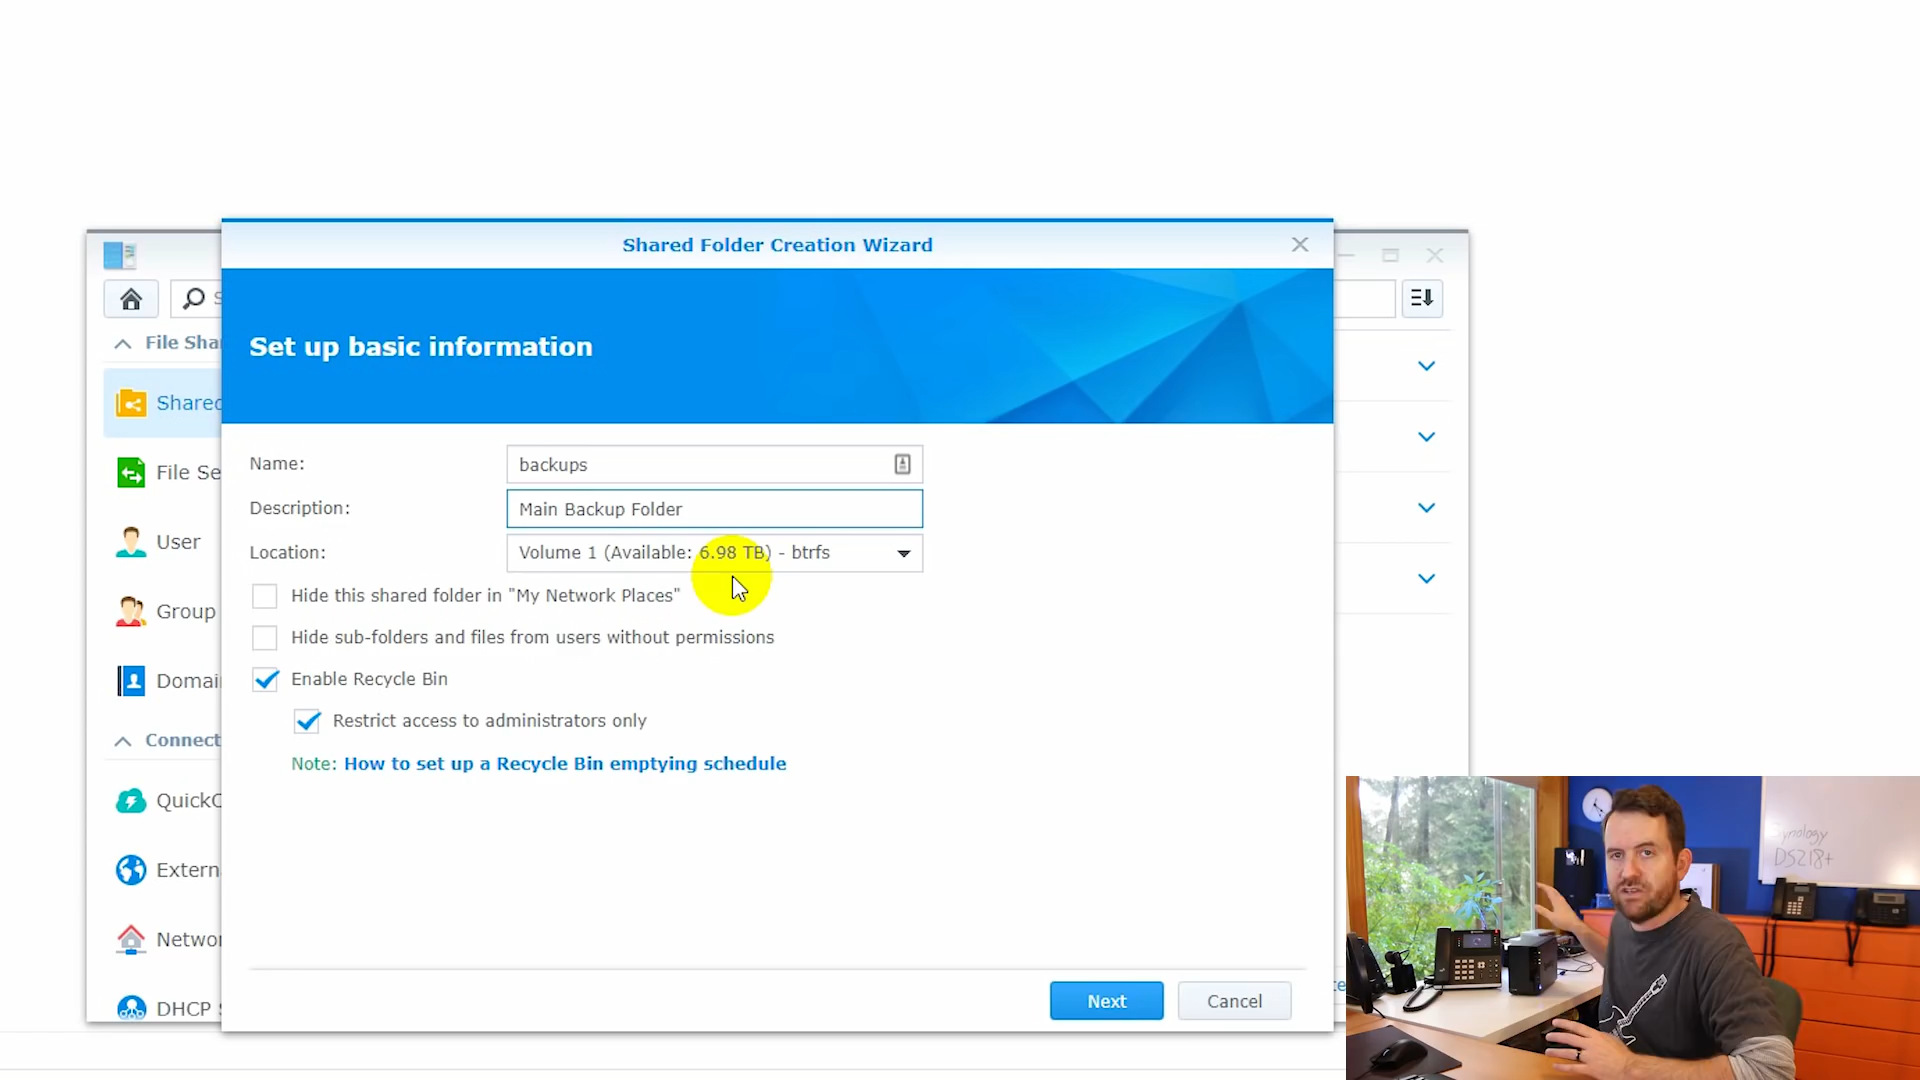 Shared Folder Creation Wizard
Set up basic information
File Shar
Shared
File Se
User
Group
Domai
Connect
QuickC
Extern
Networ
DHCP S
Name:
backups
Description:
Main Backup Folder
Location:
Volume 1 (Available: 6.98 TB) - btrfs
Hide this shared folder in "My Network Places"
Hide sub-folders and files from users without permissions
Enable Recycle Bin
Restrict access to administrators only
Note: How to set up a Recycle Bin emptying schedule
Next
Cancel
Synology
DS218+